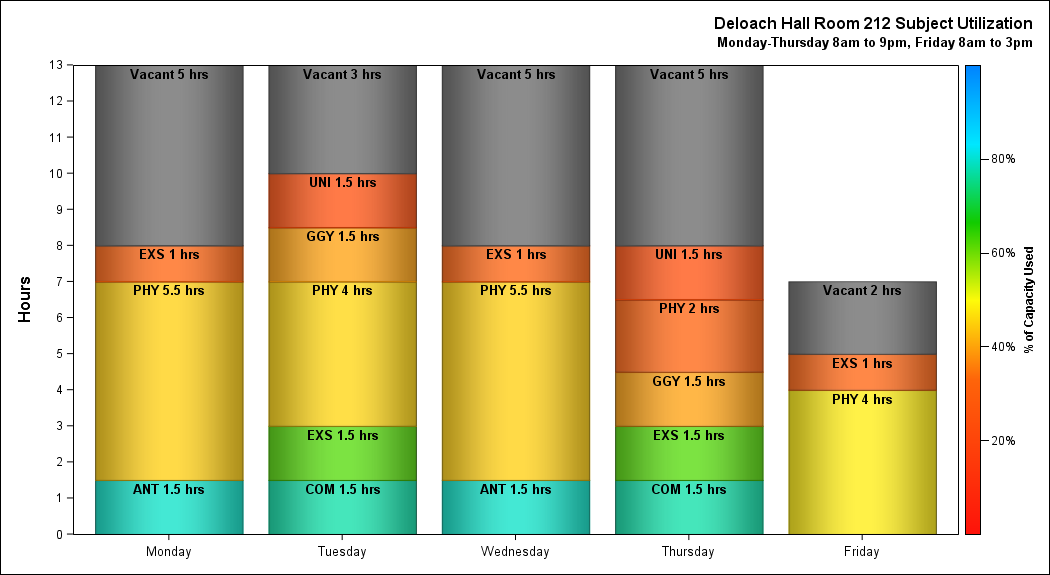 Deloach Hall Room 212 Subject Utilization
Monday-Thursday 8am to 9pm, Friday 8am to 3pm
Hours
13
12
11
10
9
8
7
6
5
4
3
2
1
0
Vacant 5 hrs
EXS 1 hrs
PHY 5.5 hrs
ANT 1.5 hrs
Monday
Vacant 3 hrs
UNI 1.5 hrs
GGY 1.5 hrs
PHY 4 hrs
EXS 1.5 hrs
COM 1.5 hrs
Tuesday
Vacant 5 hrs
EXS 1 hrs
PHY 5.5 hrs
ANT 1.5 hrs
Wednesday
Vacant 5 hrs
UNI 1.5 hrs
PHY 2 hrs
GGY 1.5 hrs
EXS 1.5 hrs
COM 1.5 hrs
Thursday
Vacant 2 hrs
EXS 1 hrs
PHY 4 hrs
Friday
80%
60%
40%
20%
% of Capacity Used